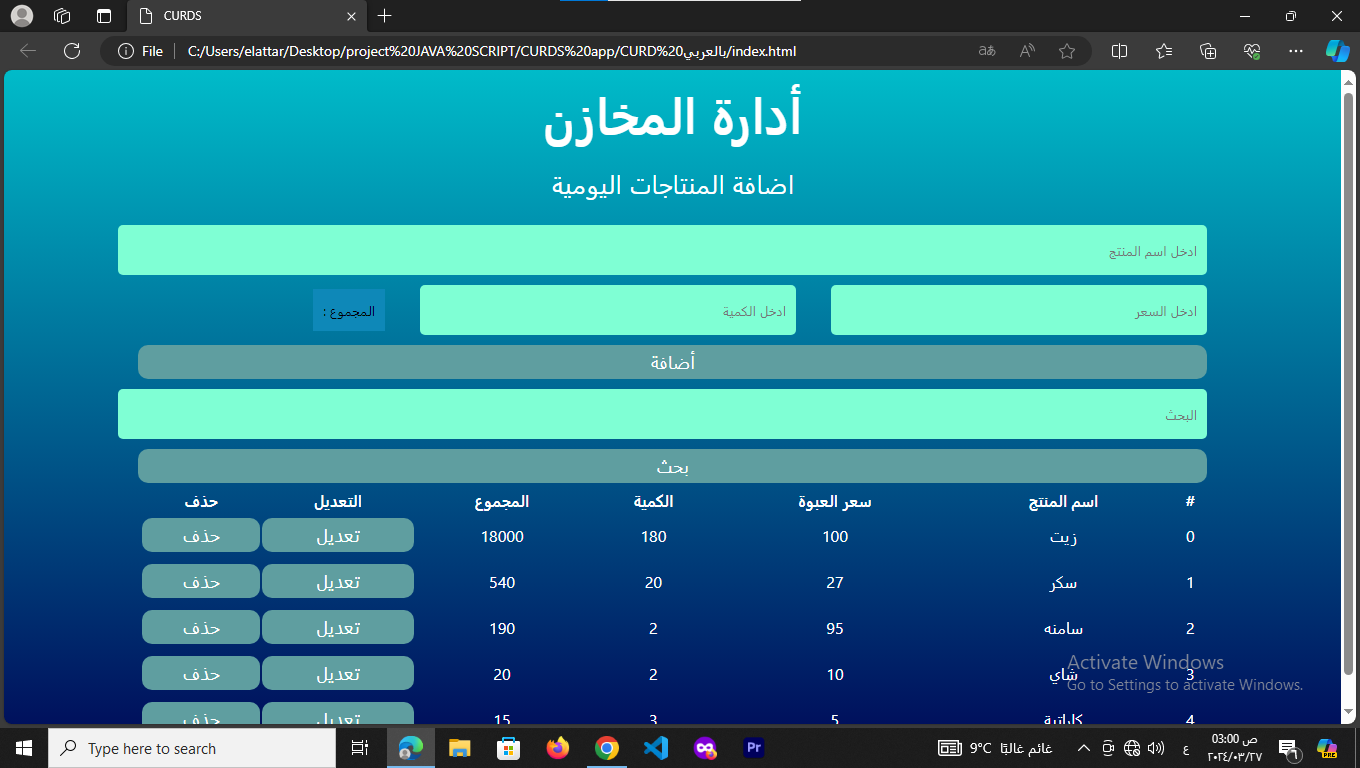 CURDS
File
C:/Users/elattar/Desktop/project%20JAVA%20SCRIPT/CURDS%20app/CURD%20بالعربي/index.html
أدارة المخازن
اضافة المنتاجات اليومية
ادخل اسم المنتج
ادخل السعر
ادخل الكمية
المجموع :
أضافة
البحث
بحث
# اسم المنتج سعر العبوة الكمية المجموع التعديل حذف
0 زيت 100 180 18000 تعديل حذف
1 سكر 27 20 540 تعديل حذف
2 سامنه 95 2 190 تعديل حذف
3 شاي 10 2 20 تعديل حذف
4 كاراتية 5 3 15 تعديل حذف
Activate Windows
Go to Settings to activate Windows.
Type here to search
Pr
9°C غائم غالبًا
ع
03:00 ص
٢٠٢٤/٠٣/٢٧
٦
PRE